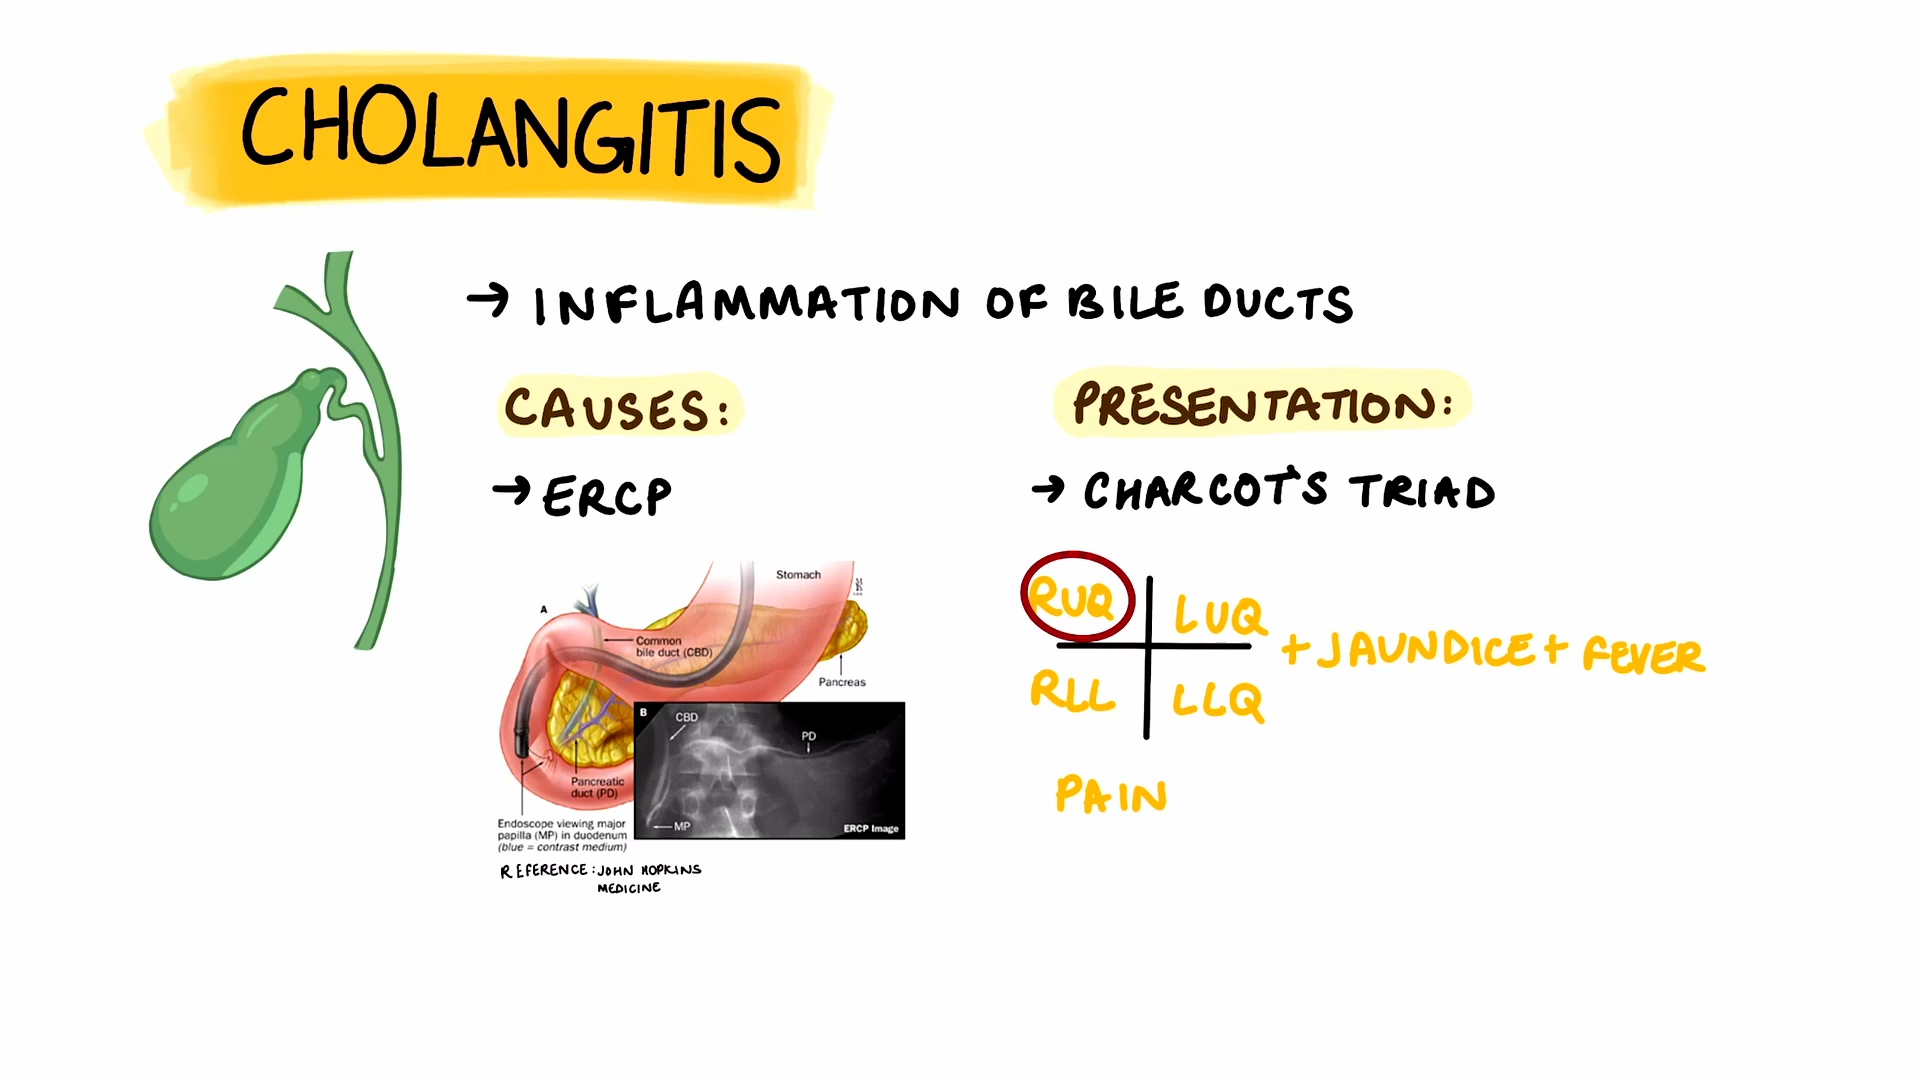 CHOLANGITIS
→ INFLAMMATION OF BILE DUCTS
CAUSES:
→ ERCP
Stomach
A
Common
bile duct (CBD)
Pancreas
Pancreatic
duct (PD)
Endoscope viewing major
papilla (MP) in duodenum
(blue = contrast medium)
B
CBD
PD
MP
ERCP Image
REFERENCE: JOHN HOPKINS
MEDICINE
PRESENTATION:
→ CHARCOT'S TRIAD
RUQ LUQ
RLL LLQ
+ JAUNDICE + FEVER
PAIN